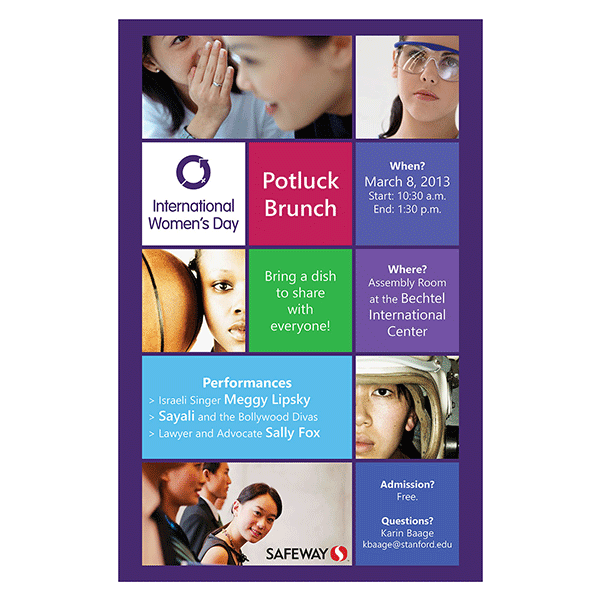 International
Women's Day
Potluck
Brunch
When?
March 8, 2013
Start: 10:30 a.m.
End: 1:30 p.m.
Bring a dish
to share
with
everyone!
Where?
Assembly Room
at the Bechtel
International
Center
Performances
> Israeli Singer Meggy Lipsky
> Sayali and the Bollywood Divas
> Lawyer and Advocate Sally Fox
SAFEWAY
Admission?
Free.
Questions?
Karin Baage
kbaage@stanford.edu